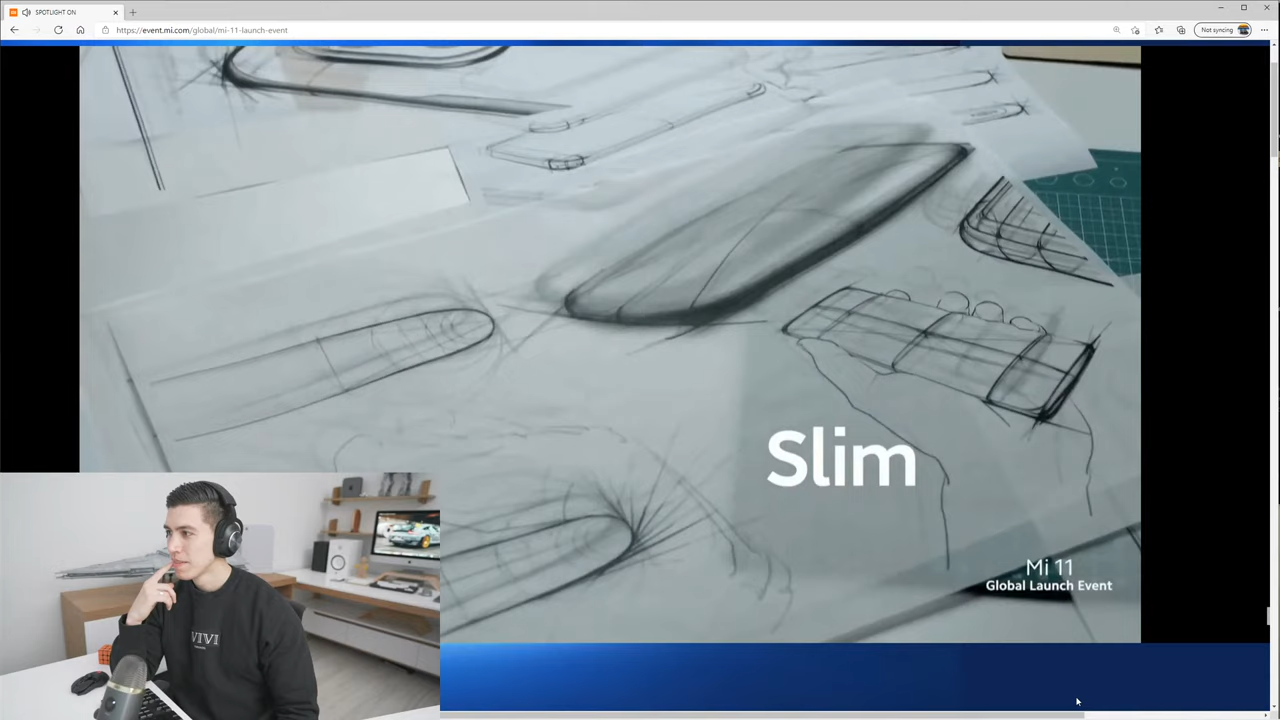 SPOTLIGHT ON
https://event.mi.com/global/mi-11-launch-event
Not syncing
Slim
Mi 11
Global Launch Event
VIVI